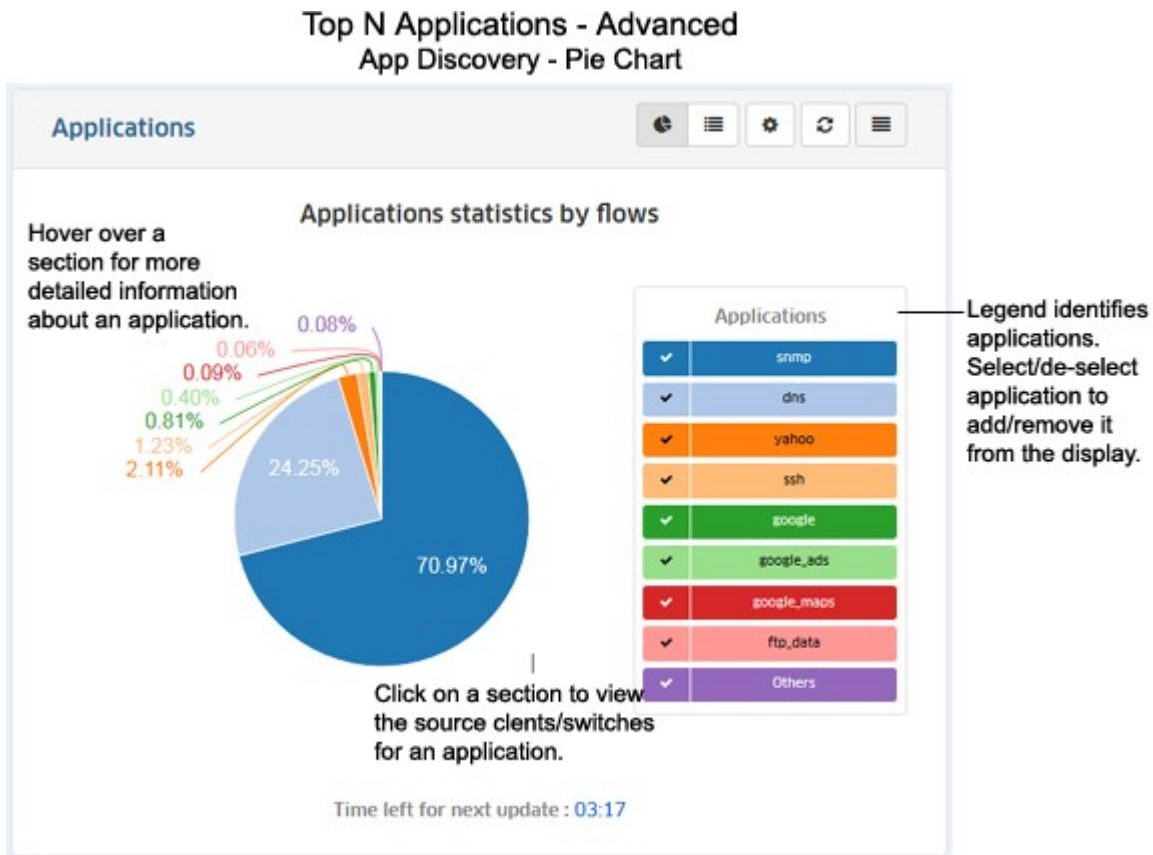 Top N Applications - Advanced
App Discovery - Pie Chart
Applications
Applications statistics by flows
Hover over a
section for more
detailed information
about an application.
0.08%
0.06%
0.09%
0.40%
0.81%
1.23%
2.11%
24.25%
70.97%
Applications
snmp
dns
yahoo
ssh
google
google_ads
google_maps
ftp_data
Others
Legend identifies
applications.
Select/de-select
application to
add/remove it
from the display.
Click on a section to view
the source clents/switches
for an application.
Time left for next update : 03:17